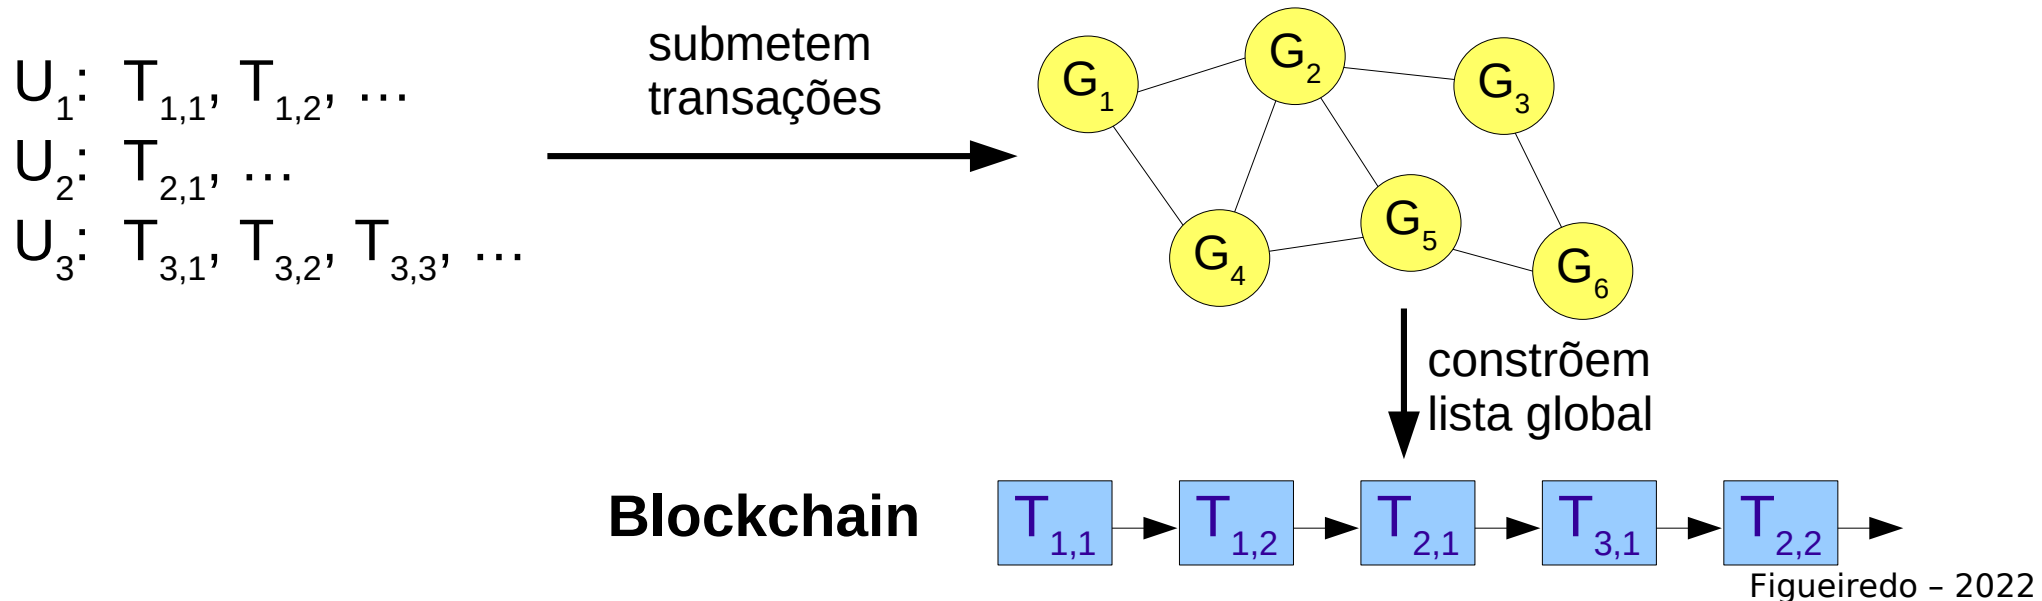 submetem
transações
U1: T1,1, T1,2, …
U2: T2,1, …
U3: T3,1, T3,2, T3,3, …
G1
G2
G3
G4
G5
G6
constrõem
lista global
Blockchain
T1,1
T1,2
T2,1
T3,1
T2,2
Figueiredo – 2022